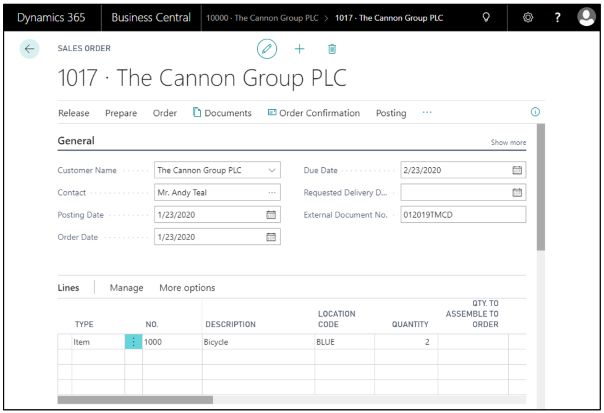 Dynamics 365 Business Central 10000 · The Cannon Group PLC > 1017 · The Cannon Group PLC ?
SALES ORDER
1017 · The Cannon Group PLC
Release Prepare Order Documents Order Confirmation Posting ...
General Show more
Customer Name The Cannon Group PLC Due Date 2/23/2020
Contact Mr. Andy Teal ... Requested Delivery D...
Posting Date 1/23/2020 External Document No. 012019TMCD
Order Date 1/23/2020
Lines Manage More options
TYPE NO. DESCRIPTION LOCATION CODE QUANTITY QTY. TO ASSEMBLE TO ORDER
Item 1000 Bicycle BLUE 2